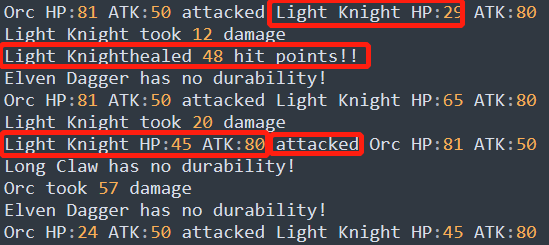 Orc HP:81 ATK:50 attacked Light Knight HP:29 ATK:80
Light Knight took 12 damage
Light Knighthealed 48 hit points!!
Elven Dagger has no durability!
Orc HP:81 ATK:50 attacked Light Knight HP:65 ATK:80
Light Knight took 20 damage
Light Knight HP:45 ATK:80 attacked Orc HP:81 ATK:50
Long Claw has no durability!
Orc took 57 damage
Elven Dagger has no durability!
Orc HP:24 ATK:50 attacked Light Knight HP:45 ATK:80